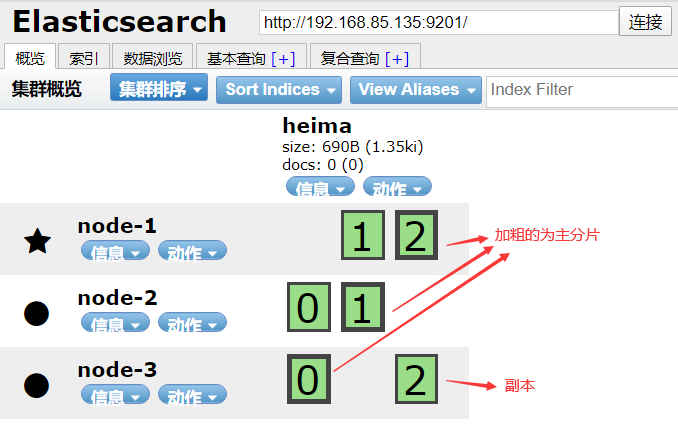 Elasticsearch http://192.168.85.135:9201/ 连接
概览 索引 数据浏览 基本查询 [+] 复合查询 [+]
集群概览 集群排序 Sort Indices View Aliases Index Filter
heima
size: 690B (1.35ki)
docs: 0 (0)
信息 动作
node-1
信息 动作
1 2
加粗的为主分片
node-2
信息 动作
0 1
node-3
信息 动作
0 2
副本